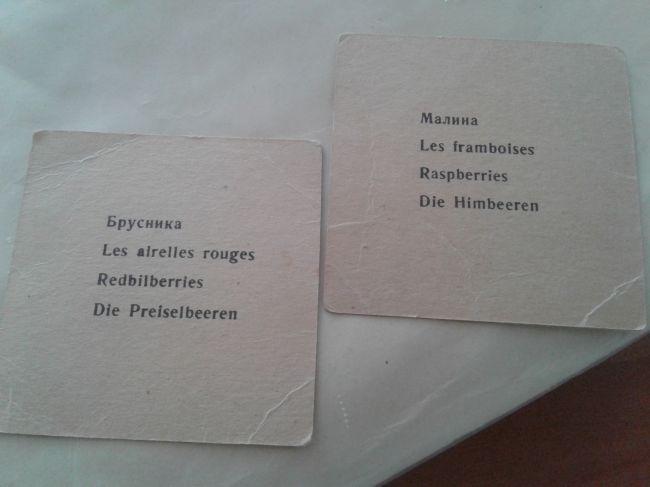 Брусника
Les airelles rouges
Redbilberries
Die Preiselbeeren
Малина
Les framboises
Raspberries
Die Himbeeren